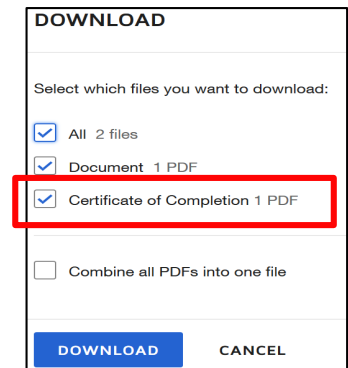 DOWNLOAD
Select which files you want to download:
All 2 files
Document 1 PDF
Certificate of Completion 1 PDF
Combine all PDFs into one file
DOWNLOAD CANCEL